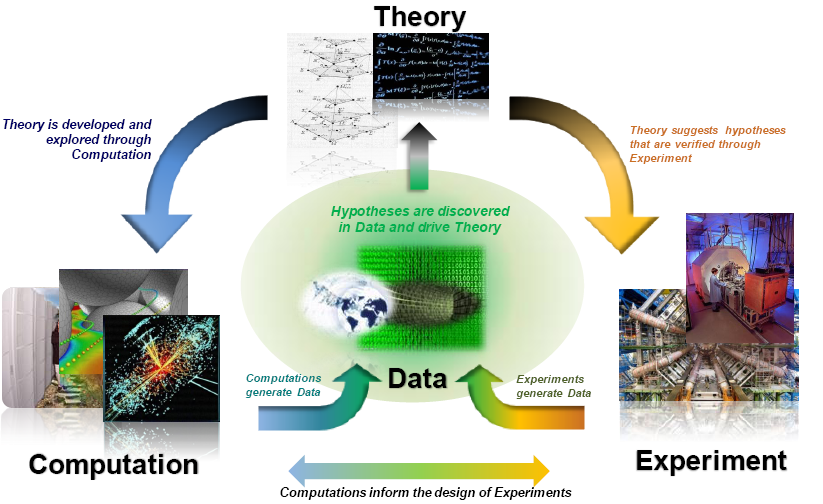 Theory
Theory is developed and
explored through
Computation
Theory suggests hypotheses
that are verified through
Experiment
Hypotheses are discovered
in Data and drive Theory
Computations
generate Data
Data
Experiments
generate Data
Computation
Experiment
Computations inform the design of Experiments